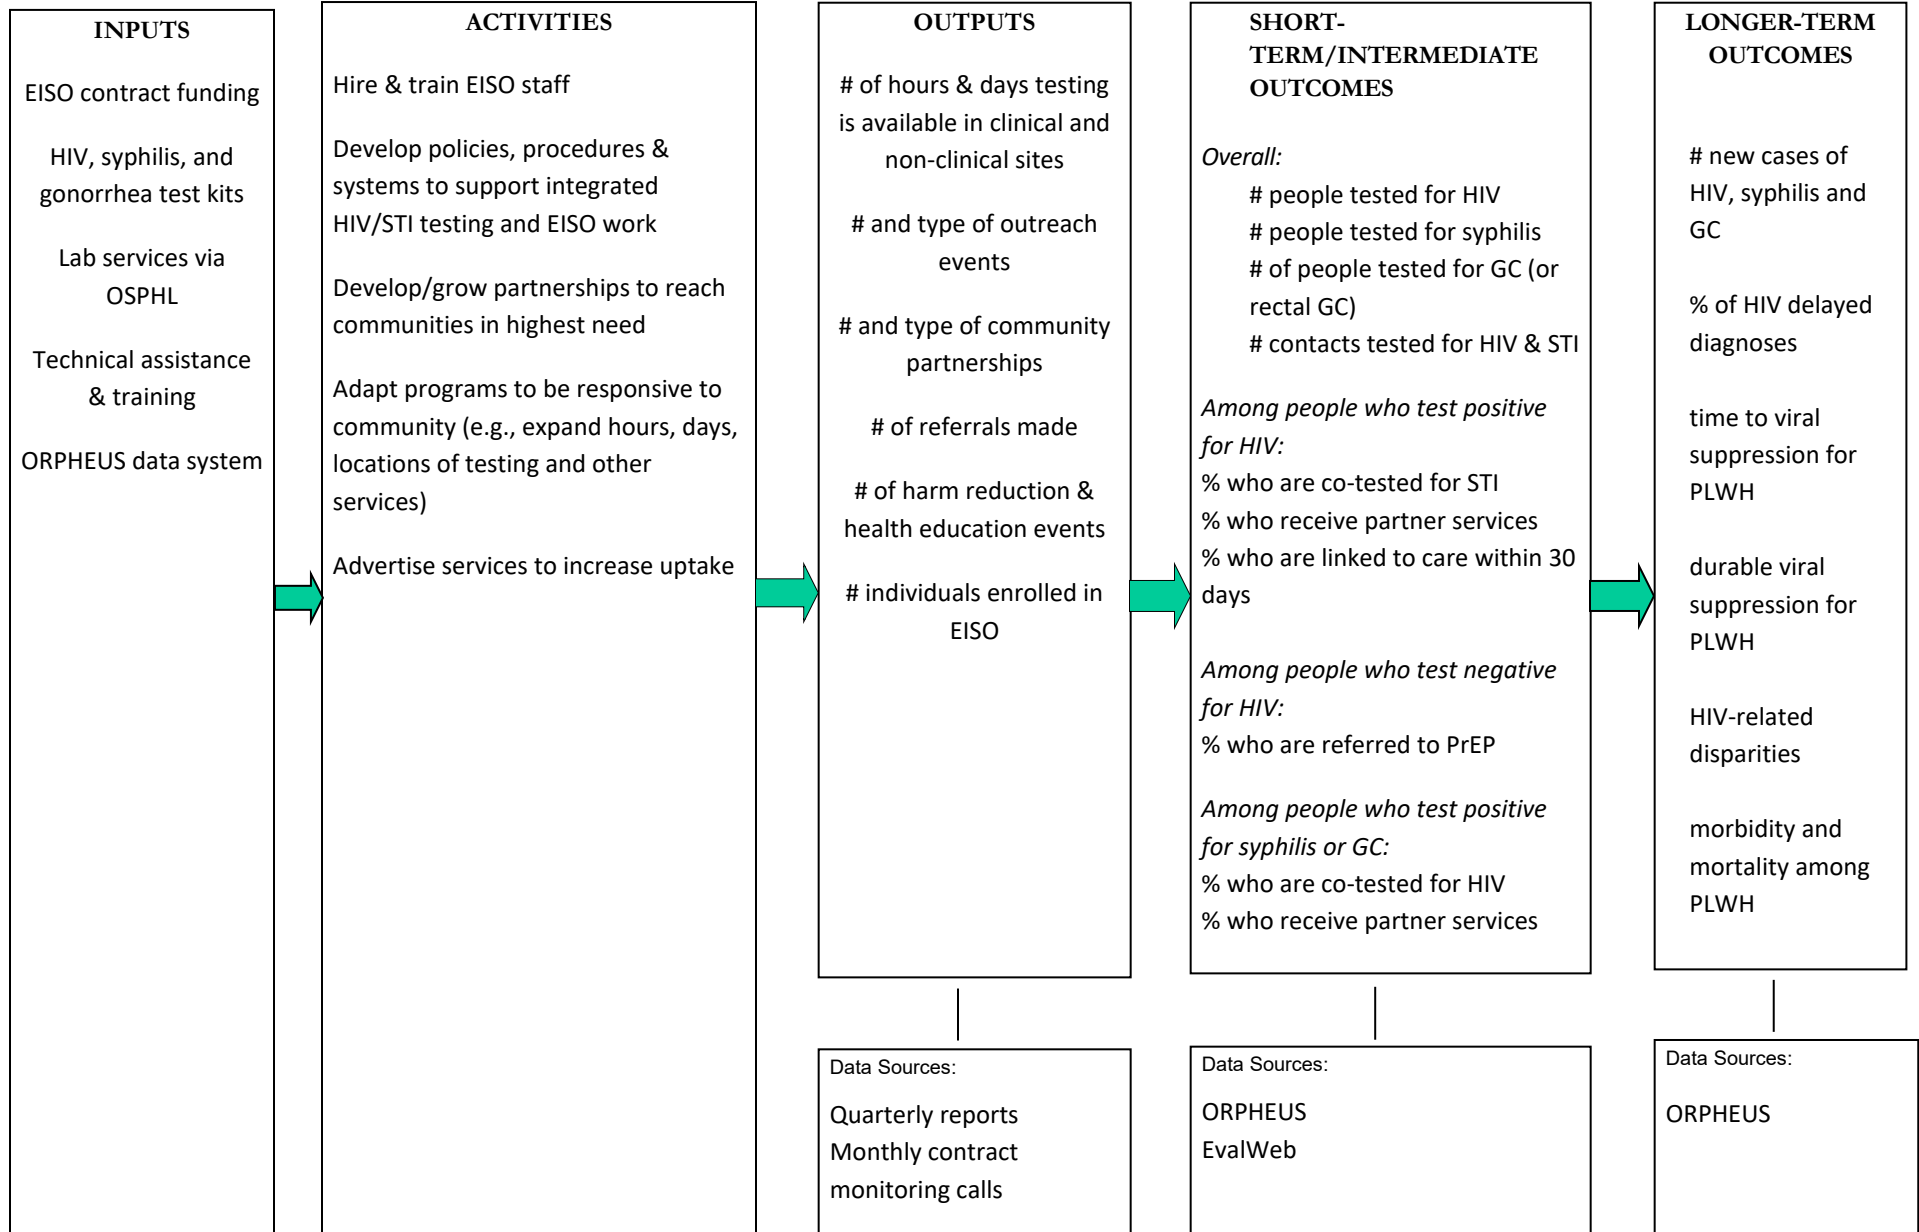 INPUTS
EISO contract funding
HIV, syphilis, and
gonorrhea test kits
Lab services via
OSPHL
Technical assistance
& training
ORPHEUS data system
ACTIVITIES
Hire & train EISO staff
Develop policies, procedures &
systems to support integrated
HIV/STI testing and EISO work
Develop/grow partnerships to reach
communities in highest need
Adapt programs to be responsive to
community (e.g., expand hours, days,
locations of testing and other
services)
Advertise services to increase uptake
OUTPUTS
# of hours & days testing
is available in clinical and
non-clinical sites
# and type of outreach
events
# and type of community
partnerships
# of referrals made
# of harm reduction &
health education events
# individuals enrolled in
EISO
Data Sources:
Quarterly reports
Monthly contract
monitoring calls
SHORT-
TERM/INTERMEDIATE
OUTCOMES
Overall:
# people tested for HIV
# people tested for syphilis
# of people tested for GC (or
rectal GC)
# contacts tested for HIV & STI
Among people who test positive
for HIV:
% who are co-tested for STI
% who receive partner services
% who are linked to care within 30
days
Among people who test negative
for HIV:
% who are referred to PrEP
Among people who test positive
for syphilis or GC:
% who are co-tested for HIV
% who receive partner services
Data Sources:
ORPHEUS
EvalWeb
LONGER-TERM
OUTCOMES
# new cases of
HIV, syphilis and
GC
% of HIV delayed
diagnoses
time to viral
suppression for
PLWH
durable viral
suppression for
PLWH
HIV-related
disparities
morbidity and
mortality among
PLWH
Data Sources:
ORPHEUS